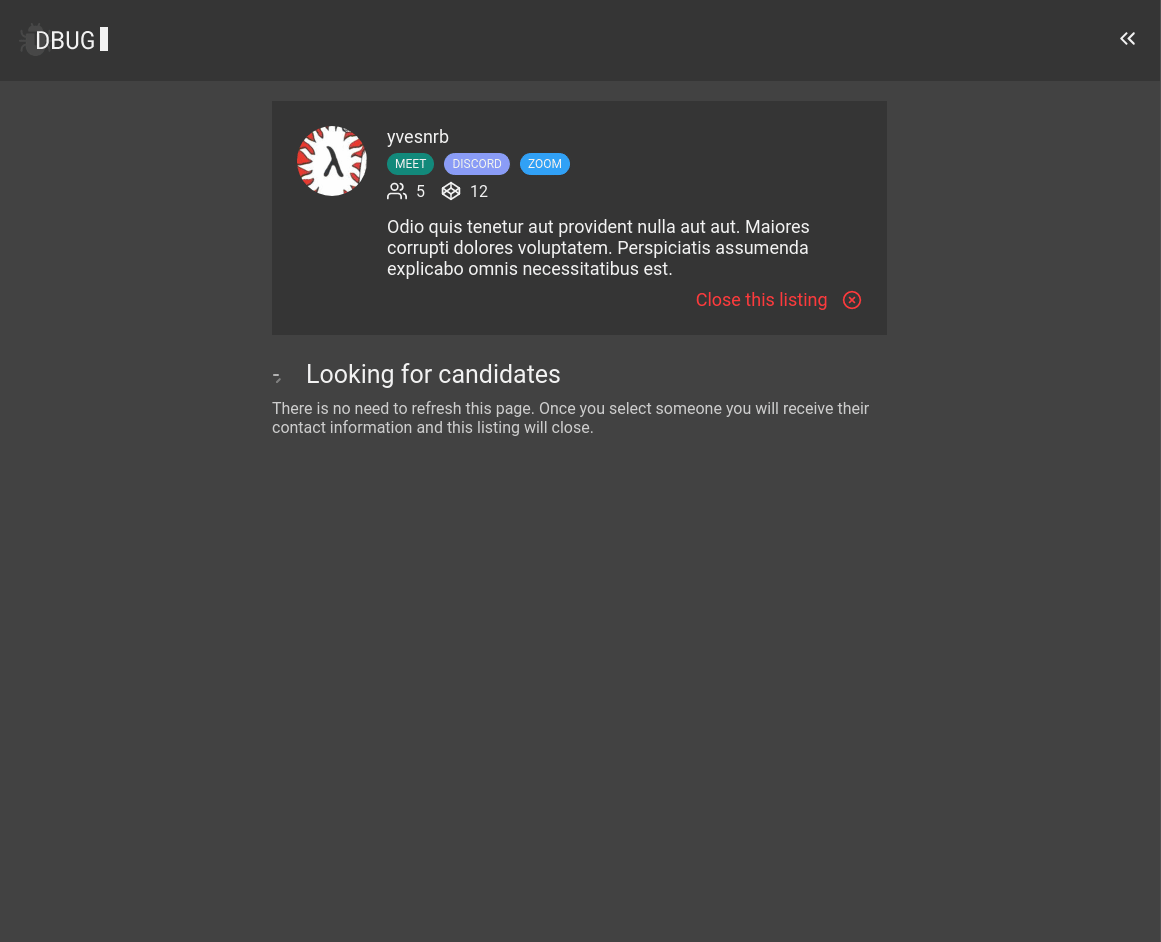 DBUG
yvesnrb
MEET DISCORD ZOOM
5 12
Odio quis tenetur aut provident nulla aut aut. Maiores
corrupti dolores voluptatem. Perspiciatis assumenda
explicabo omnis necessitatibus est.
Close this listing
Looking for candidates
There is no need to refresh this page. Once you select someone you will receive their
contact information and this listing will close.